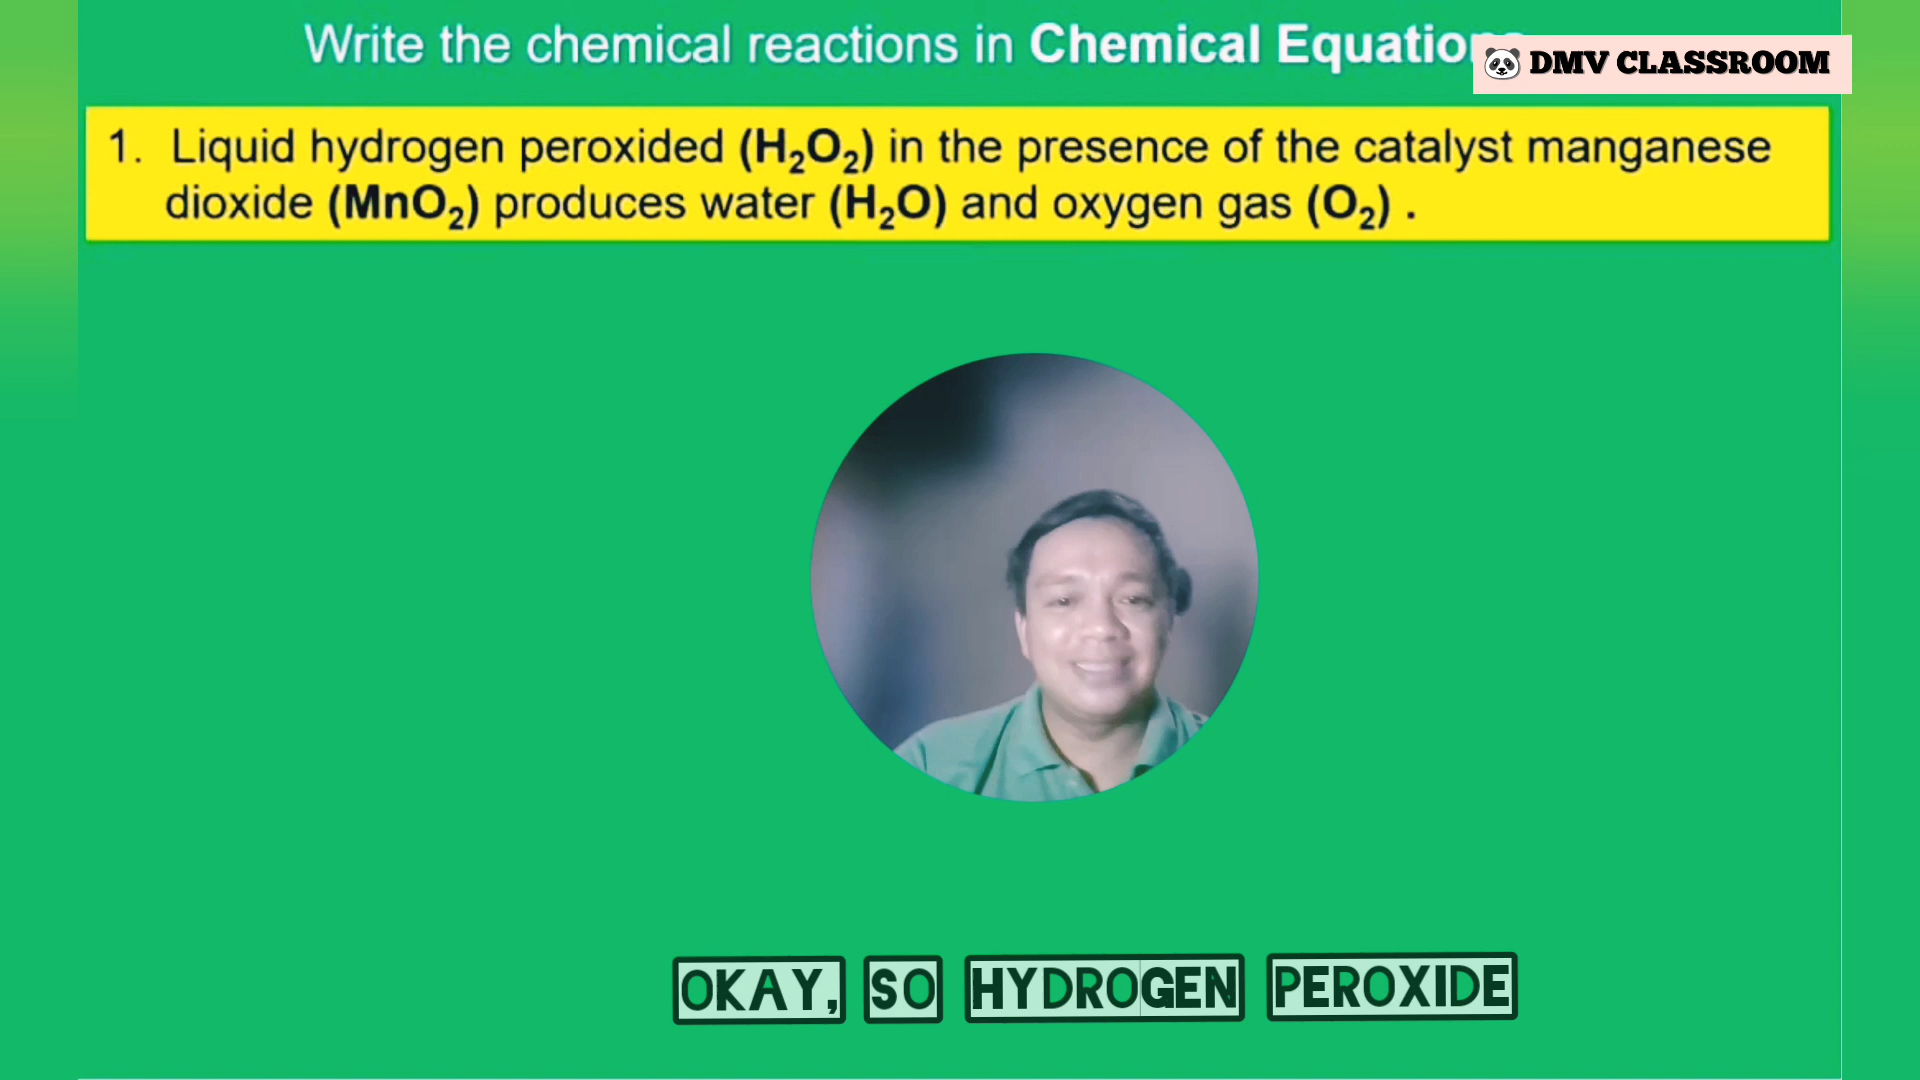 Write the chemical reactions in Chemical Equation
🐼 DMV CLASSROOM
1. Liquid hydrogen peroxided (H₂O₂) in the presence of the catalyst manganese
dioxide (MnO₂) produces water (H₂O) and oxygen gas (O₂) .
OKAY, SO HYDROGEN PEROXIDE